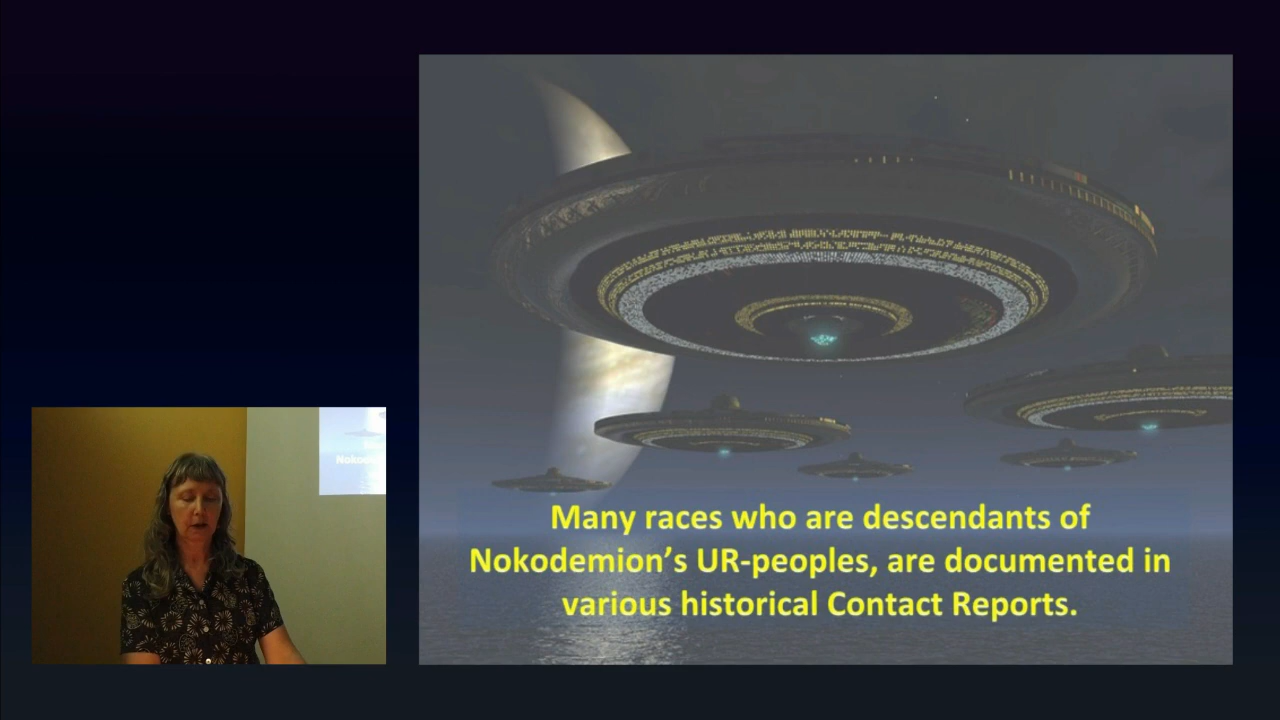 Many races who are descendants of
Nokodemion's UR-peoples, are documented in
various historical Contact Reports.